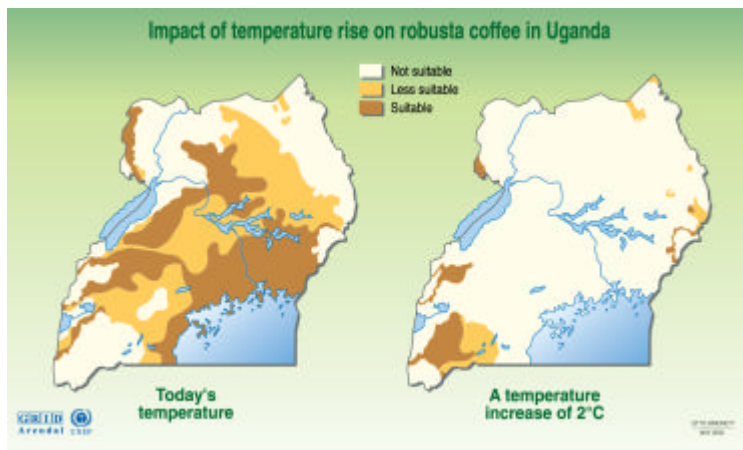 Impact of temperature rise on robusta coffee in Uganda
Not suitable
Less suitable
Suitable
Today's
temperature
A temperature
increase of 2°C
GRID
Arendal
UNEP